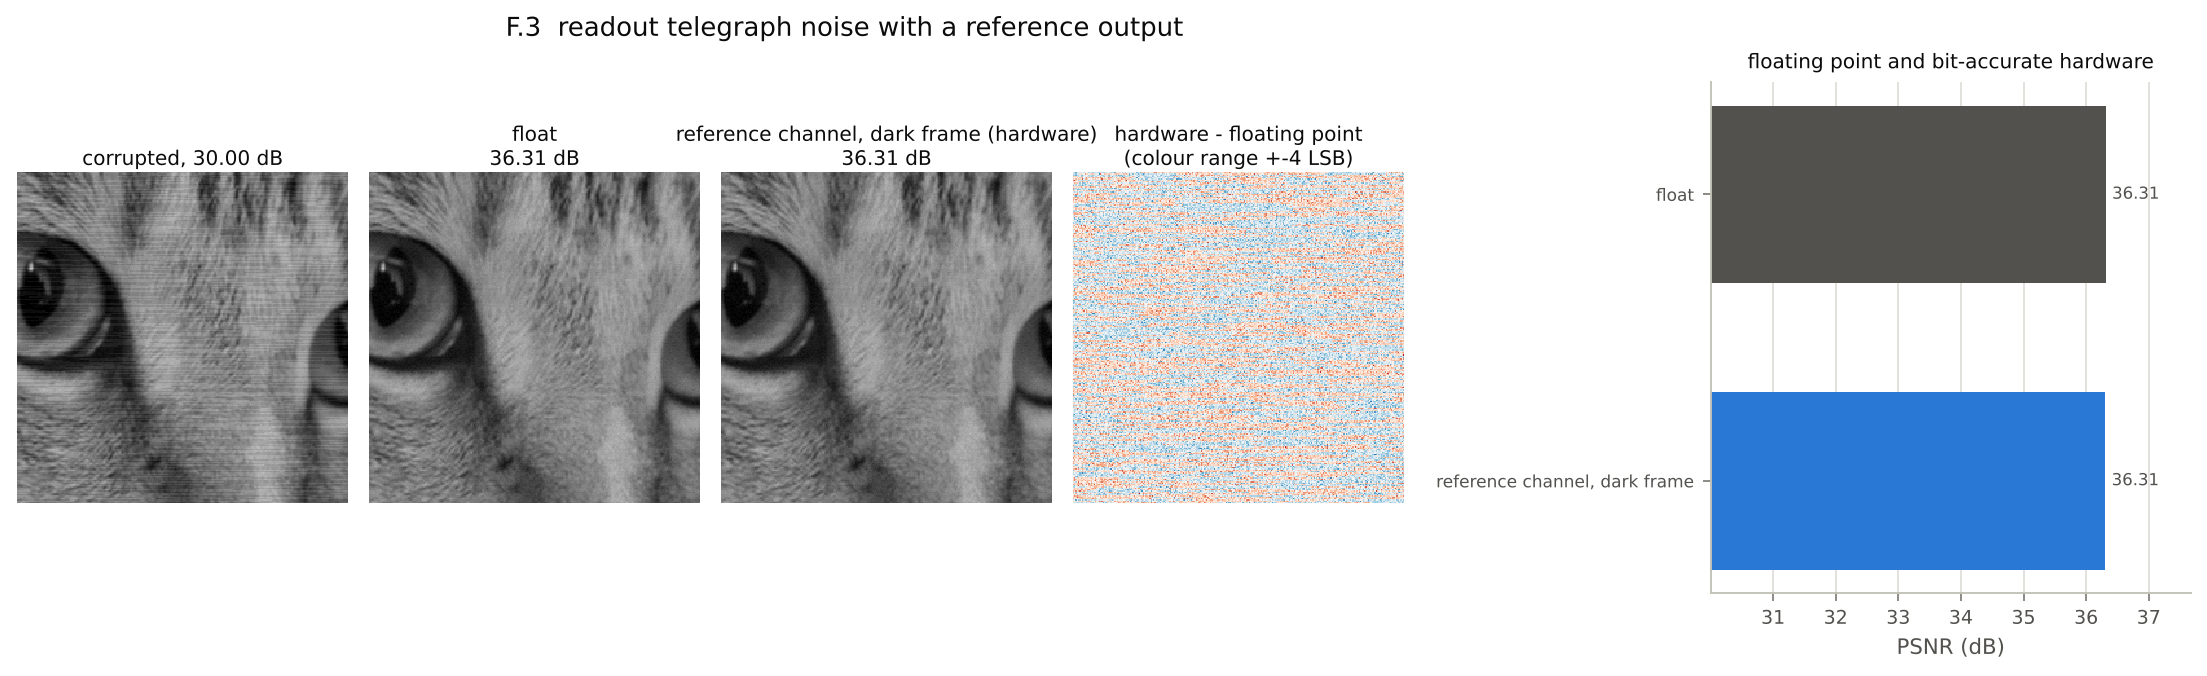 F.3  readout telegraph noise with a reference output
corrupted, 30.00 dB
float
36.31 dB
reference channel, dark frame (hardware)
36.31 dB
hardware - floating point
(colour range +-4 LSB)
floating point and bit-accurate hardware
float
36.31
reference channel, dark frame
36.31
31 32 33 34 35 36 37
PSNR (dB)